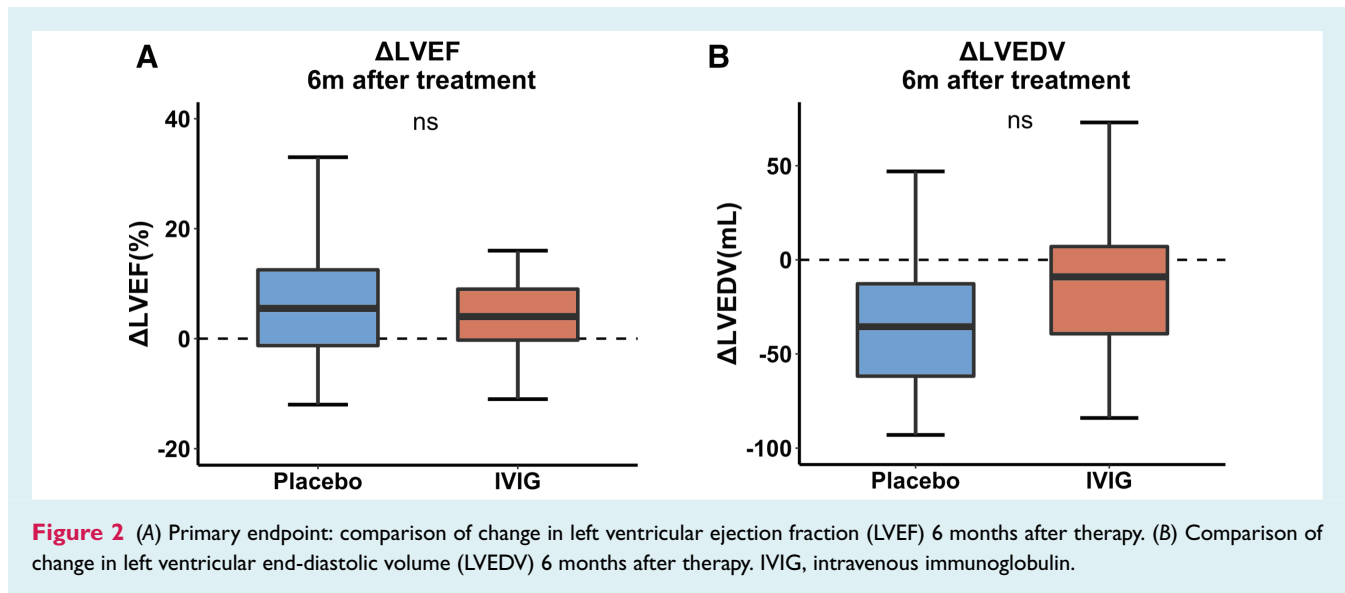 A
ΔLVEF
6m after treatment
ns
40
20
0
-20
ΔLVEF(%)
Placebo
IVIG
B
ΔLVEDV
6m after treatment
ns
50
0
-50
-100
ΔLVEDV(mL)
Placebo
IVIG
Figure 2 (A) Primary endpoint: comparison of change in left ventricular ejection fraction (LVEF) 6 months after therapy. (B) Comparison of
change in left ventricular end-diastolic volume (LVEDV) 6 months after therapy. IVIG, intravenous immunoglobulin.